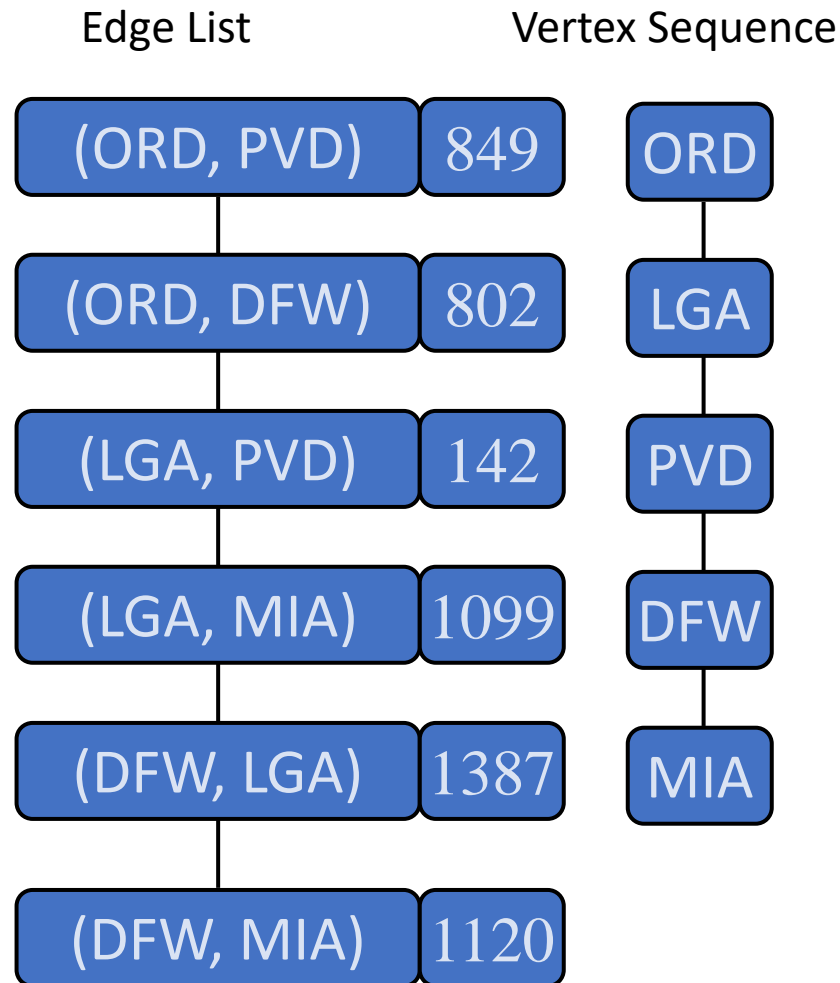 Edge List Vertex Sequence
(ORD, PVD) 849 ORD
(ORD, DFW) 802 LGA
(LGA, PVD) 142 PVD
(LGA, MIA) 1099 DFW
(DFW, LGA) 1387 MIA
(DFW, MIA) 1120